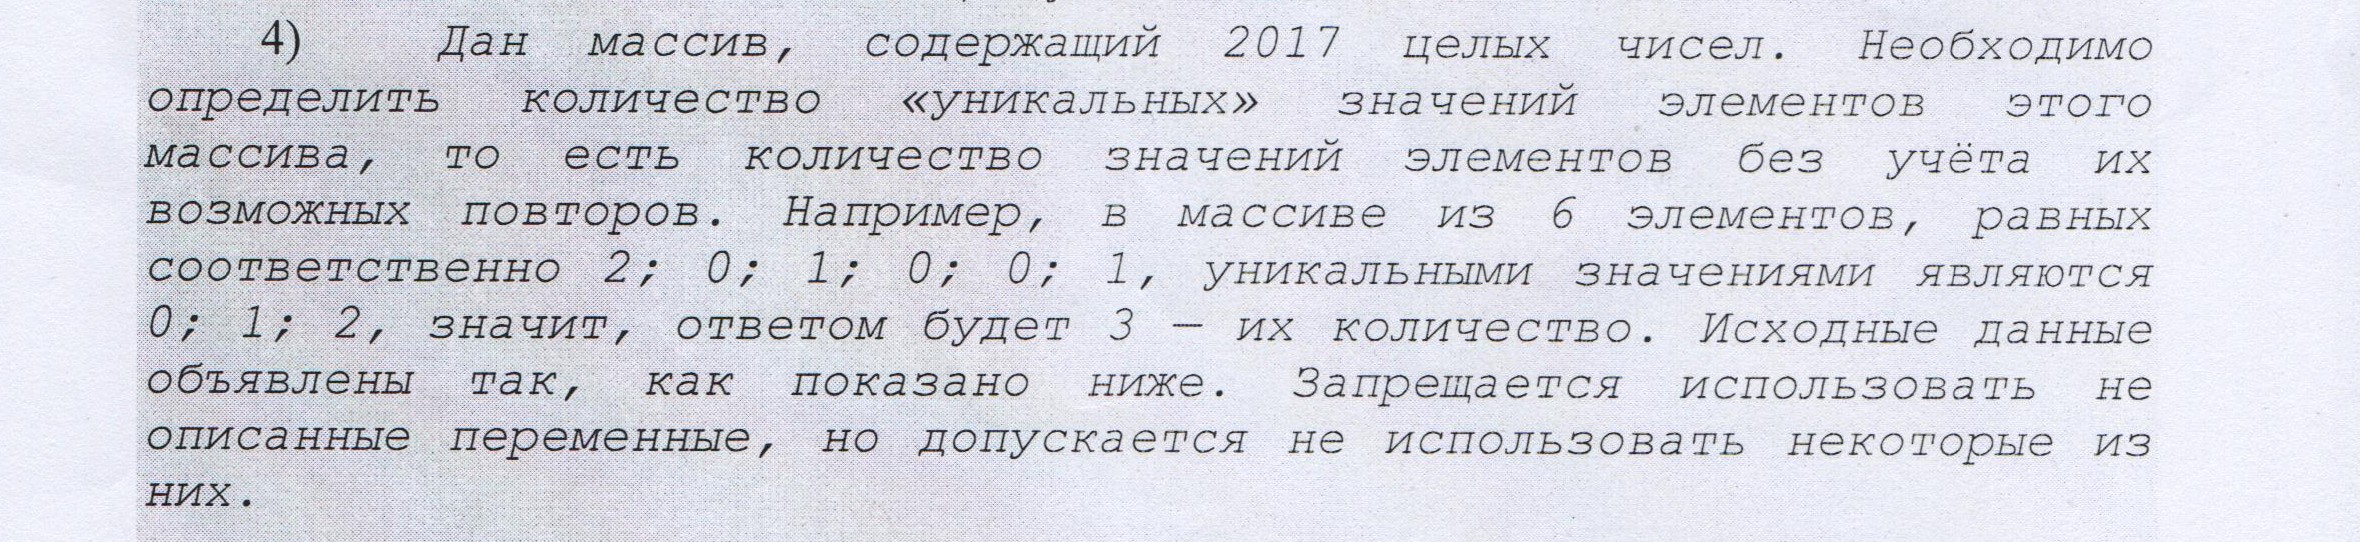 4) Дан массив, содержащий 2017 целых чисел. Необходимо
определить количество «уникальных» значений элементов этого
массива, то есть количество значений элементов без учёта их
возможных повторов. Например, в массиве из 6 элементов, равных
соответственно 2; 0; 1; 0; 0; 1, уникальными значениями являются
0; 1; 2, значит, ответом будет 3 — их количество. Исходные данные
объявлены так, как показано ниже. Запрещается использовать не
описанные переменные, но допускается не использовать некоторые из
них.